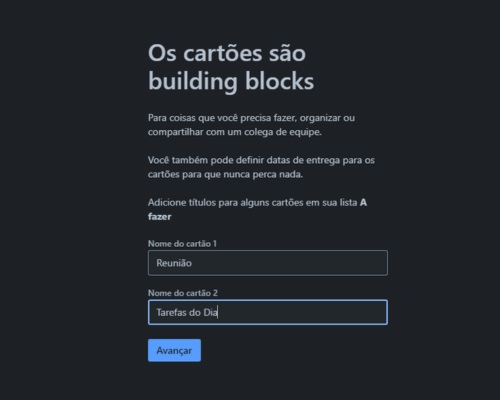 Os cartões são
building blocks
Para coisas que você precisa fazer, organizar ou
compartilhar com um colega de equipe.
Você também pode definir datas de entrega para os
cartões para que nunca perca nada.
Adicione títulos para alguns cartões em sua lista A
fazer
Nome do cartão 1
Reunião
Nome do cartão 2
Tarefas do Dia
Avançar